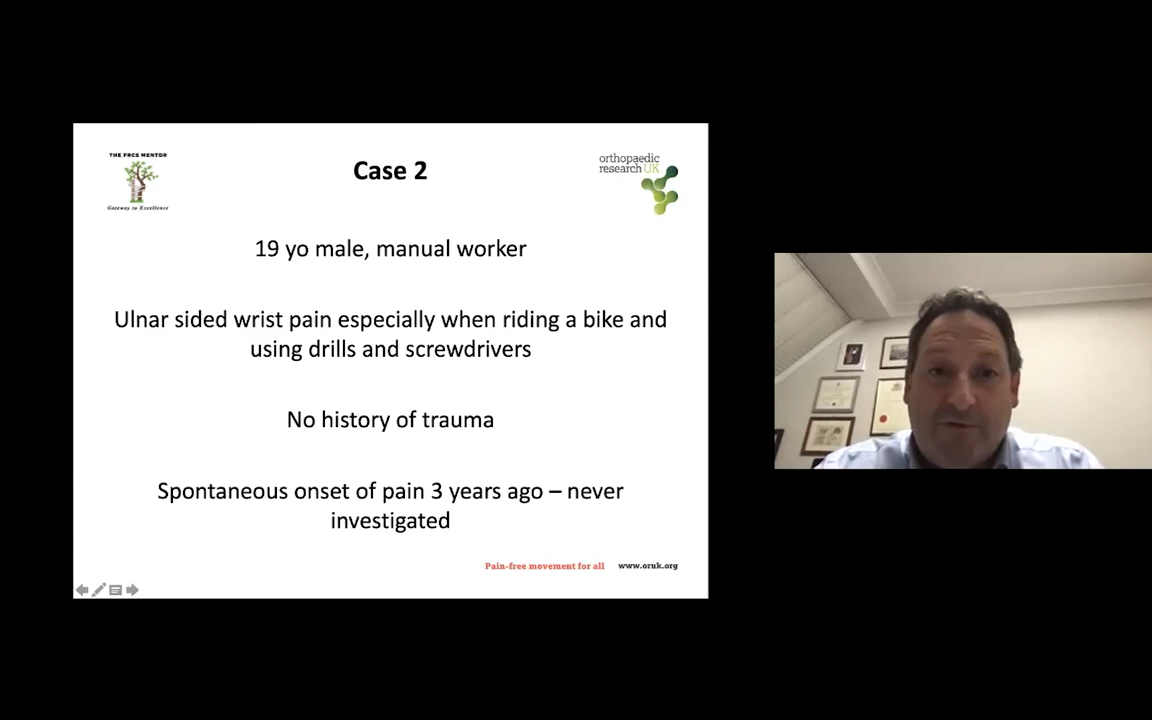 THE FRCS MENTOR
Gateway to Excellence
Case 2
orthopaedic
research UK
19 yo male, manual worker
Ulnar sided wrist pain especially when riding a bike and
using drills and screwdrivers
No history of trauma
Spontaneous onset of pain 3 years ago – never
investigated
Pain-free movement for all
www.oruk.org